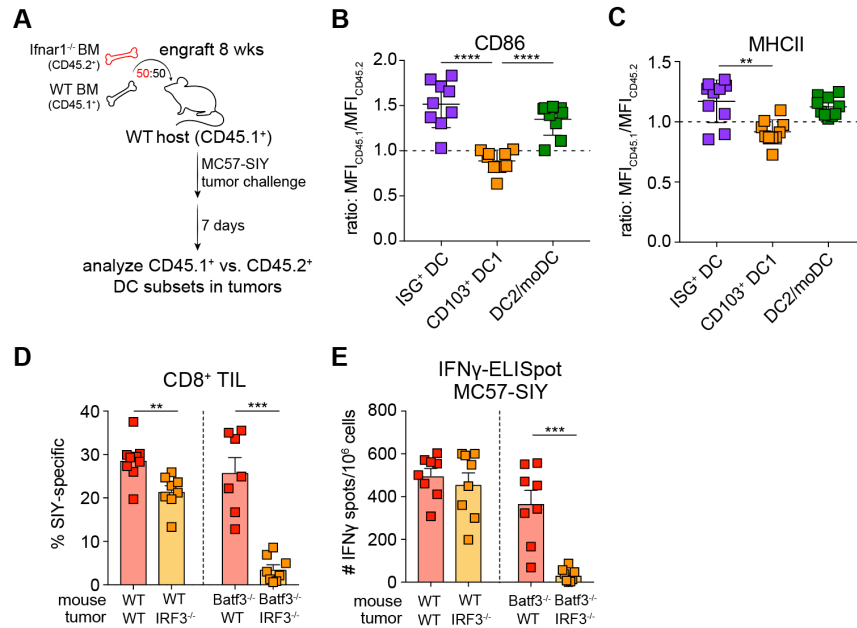 A
Ifnar1-/- BM
(CD45.2+)
engraft 8 wks
50:50
WT BM
(CD45.1+)
WT host (CD45.1+)
MC57-SIY
tumor challenge
7 days
analyze CD45.1+ vs. CD45.2+
DC subsets in tumors
B
CD86
**** ****
ratio: MFICD45.1/MFICD45.2
2.0
1.5
1.0
0.5
0.0
ISG+ DC
CD103+ DC1
DC2/moDC
C
MHCII
**
ratio: MFICD45.1/MFICD45.2
1.5
1.0
1.5
0.0
ISG+ DC
CD103+ DC1
DC2/moDC
D
CD8+ TIL
** ***
% SIY-specific
40
30
20
10
0
mouse WT WT Batf3-/- Batf3-/-
tumor WT IRF3-/- WT IRF3-/-
E
IFNγ-ELISpot
MC57-SIY
***
# IFNγ spots/10⁶ cells
800
600
400
200
0
mouse WT WT Batf3-/- Batf3-/-
tumor WT IRF3-/- WT IRF3-/-